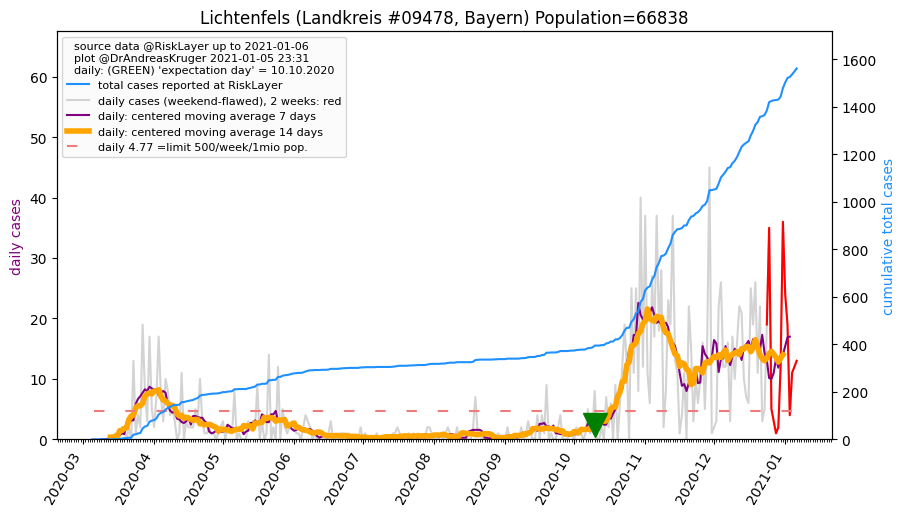 Lichtenfels (Landkreis #09478, Bayern) Population=66838
source data @RiskLayer up to 2021-01-06
plot @DrAndreasKruger 2021-01-05 23:31
daily: (GREEN) 'expectation day' = 10.10.2020
total cases reported at RiskLayer
daily cases (weekend-flawed), 2 weeks: red
daily: centered moving average 7 days
daily: centered moving average 14 days
daily 4.77 =limit 500/week/1mio pop.
daily cases
60
50
40
30
20
10
0
cumulative total cases
1600
1400
1200
1000
800
600
400
200
0
2020-03
2020-04
2020-05
2020-06
2020-07
2020-08
2020-09
2020-10
2020-11
2020-12
2021-01